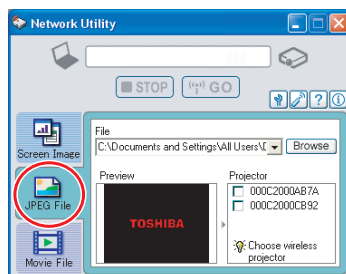 Network Utility
STOP
GO
Screen Image
JPEG File
Movie File
File
C:\Documents and Settings\All Users\D
Browse
Preview
TOSHIBA
Projector
000C2000AB7A
000C2000CB92
Choose wireless
projector